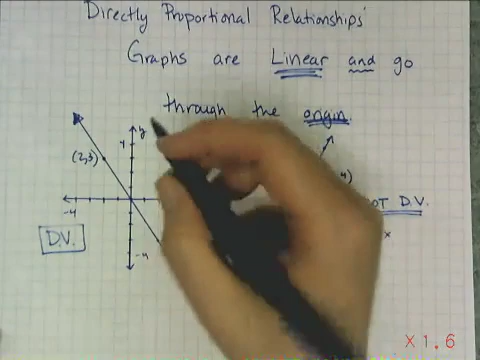 Directly Proportional Relationships'
Graphs are Linear and go
through the origin.
4 y
(2,3)
4)
-4
OT D.V.
D.V.
x
-4
×1.6